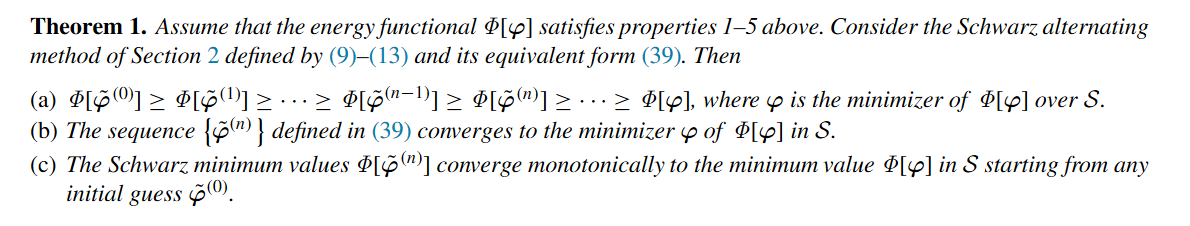 Theorem 1. Assume that the energy functional Φ[φ] satisfies properties 1–5 above. Consider the Schwarz alternating
method of Section 2 defined by (9)–(13) and its equivalent form (39). Then
(a) Φ[φ̃⁽⁰⁾] ≥ Φ[φ̃⁽¹⁾] ≥ · · · ≥ Φ[φ̃⁽ⁿ⁻¹⁾] ≥ Φ[φ̃⁽ⁿ⁾] ≥ · · · ≥ Φ[φ], where φ is the minimizer of Φ[φ] over S.
(b) The sequence {φ̃⁽ⁿ⁾} defined in (39) converges to the minimizer φ of Φ[φ] in S.
(c) The Schwarz minimum values Φ[φ̃⁽ⁿ⁾] converge monotonically to the minimum value Φ[φ] in S starting from any
initial guess φ̃⁽⁰⁾.